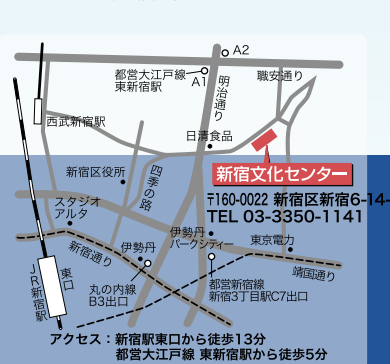 A2
都営大江戸線
東新宿駅
A1
職安通り
明治通り
西武新宿駅
日清食品
新宿区役所
四季の路
新宿文化センター
〒160-0022 新宿区新宿6-14-
TEL 03-3350-1141
スタジオ
アルタ
新宿通り
伊勢丹
伊勢丹
パークシティー
東京電力
靖国通り
JR新宿駅
東口
丸の内線
B3出口
都営新宿線
新宿3丁目駅C7出口
アクセス：新宿駅東口から徒歩13分
都営大江戸線 東新宿駅から徒歩5分